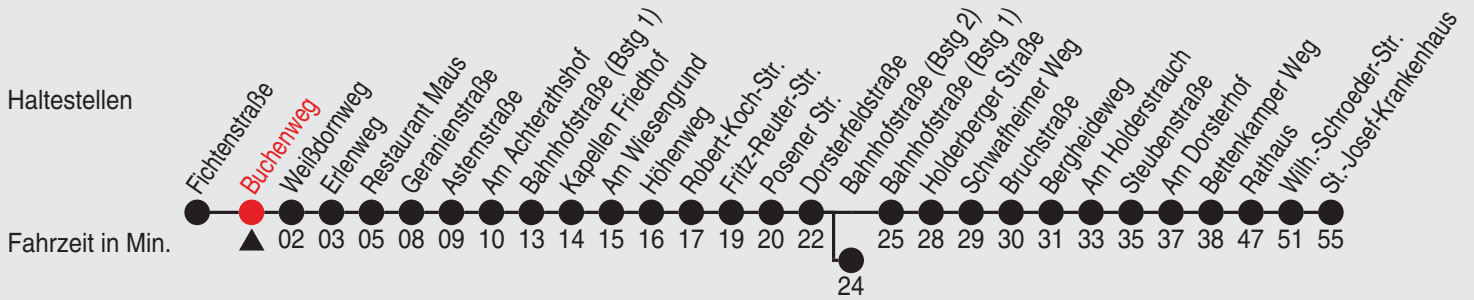 Haltestellen
Fichtenstraße
Buchenweg
Weißdornweg
Erlenweg
Restaurant Maus
Geranienstraße
Asternstraße
Am Achterathshof
Bahnhofstraße (Bstg 1)
Kapellen Friedhof
Am Wiesengrund
Höhenweg
Robert-Koch-Str.
Fritz-Reuter-Str.
Posener Str.
Dorsterfeldstraße
Bahnhofstraße (Bstg 2)
Bahnhofstraße (Bstg 1)
Holderberger Straße
Schwafheimer Weg
Bruchstraße
Bergheideweg
Am Holderstrauch
Steubenstraße
Am Dorsterhof
Bettenkamper Weg
Rathaus
Wilh.-Schroeder-Str.
St.-Josef-Krankenhaus
Fahrzeit in Min. 02 03 05 08 09 10 13 14 15 16 17 19 20 22 25 28 29 30 31 33 35 37 38 47 51 55
24